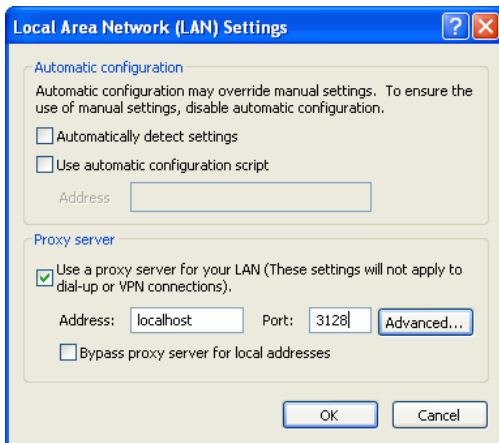 Local Area Network (LAN) Settings
Automatic configuration
Automatic configuration may override manual settings. To ensure the
use of manual settings, disable automatic configuration.
Automatically detect settings
Use automatic configuration script
Address
Proxy server
Use a proxy server for your LAN (These settings will not apply to
dial-up or VPN connections).
Address: localhost Port: 3128 Advanced...
Bypass proxy server for local addresses
OK Cancel